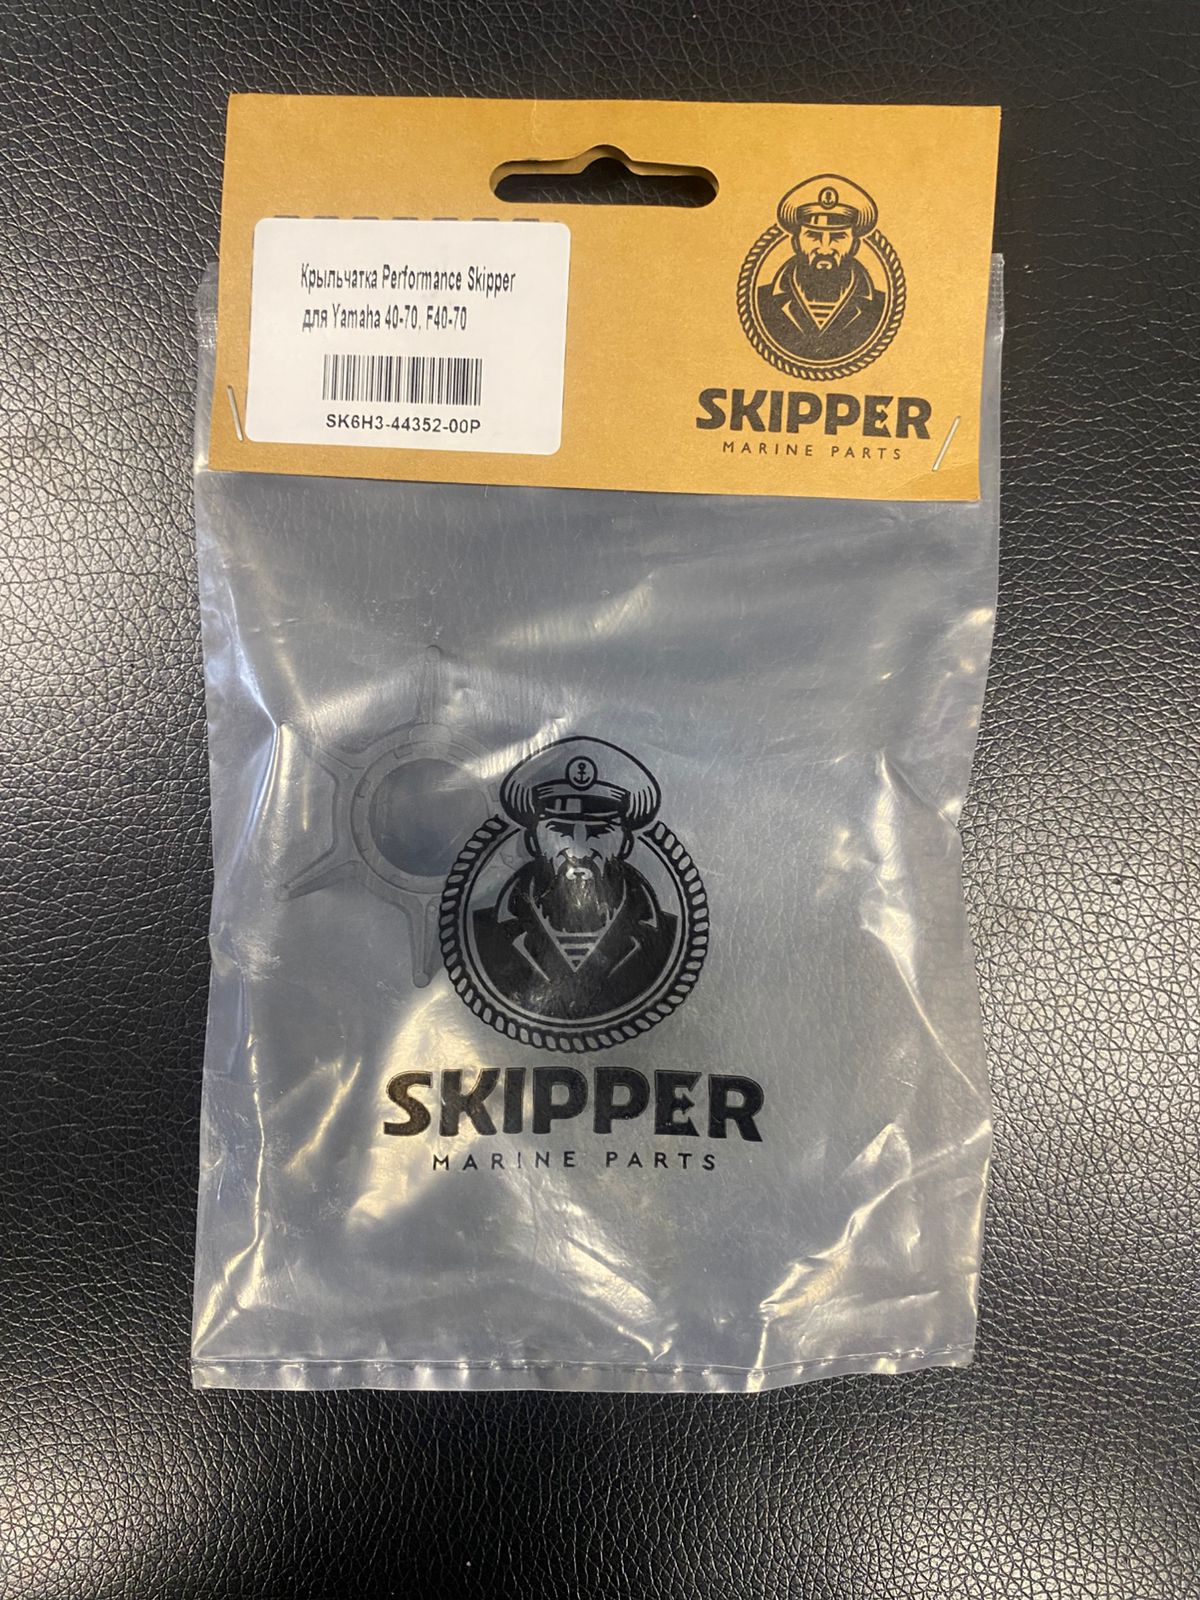 Крыльчатка Performance Skipper
для Yamaha 40-70, F40-70
SK6H3-44352-00P
SKIPPER
MARINE PARTS
SKIPPER
MARINE PARTS